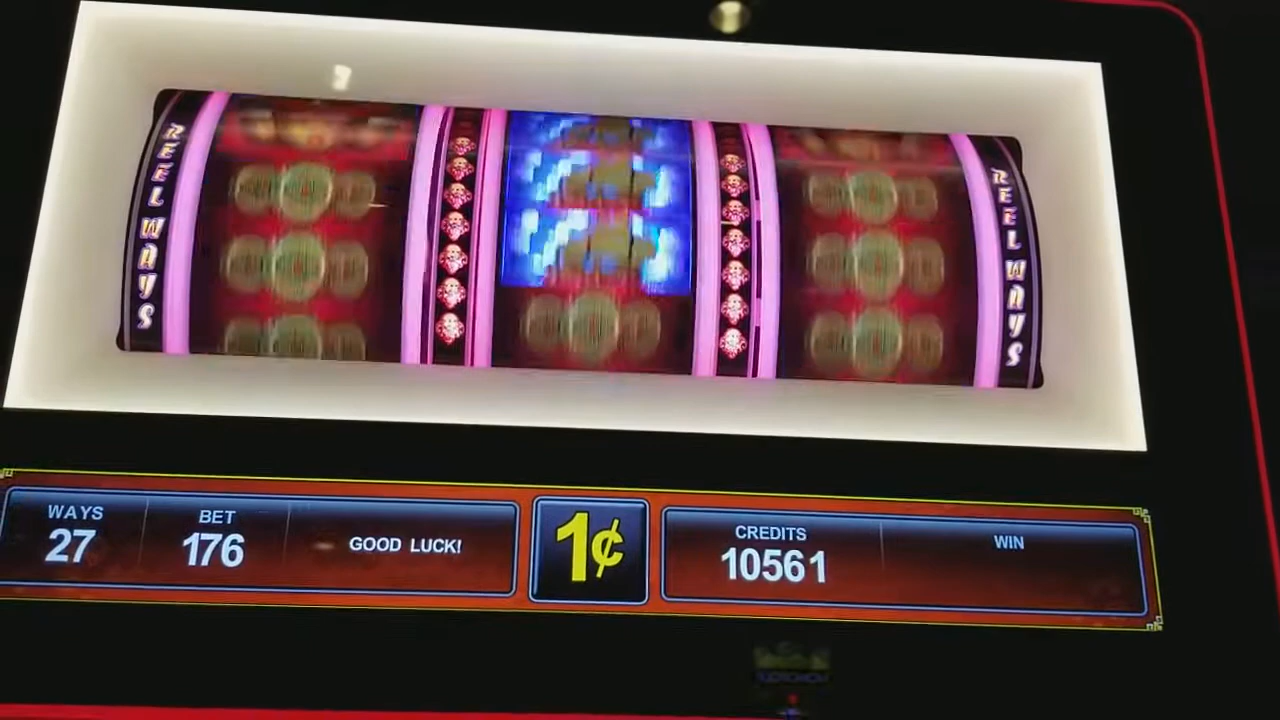 REEL WAYS
REEL WAYS
WAYS
27
BET
176
GOOD LUCK!
1¢
CREDITS
10561
WIN